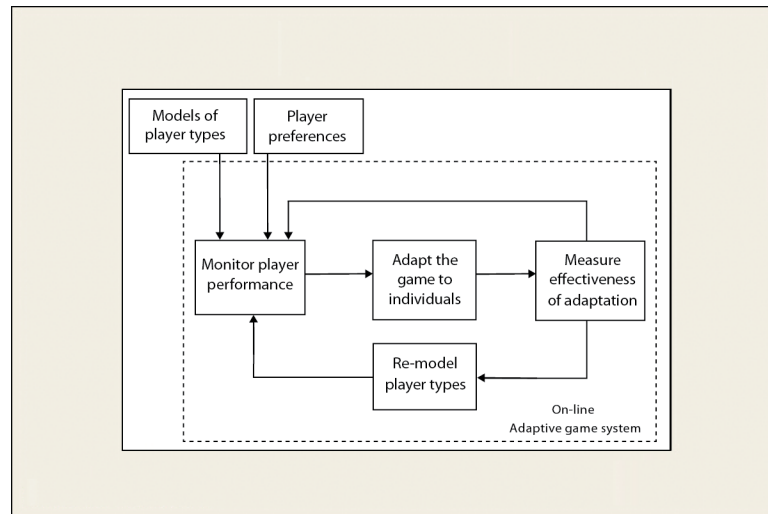 Models of
player types
Player
preferences
Monitor player
performance
Adapt the
game to
individuals
Measure
effectiveness
of adaptation
Re-model
player types
On-line
Adaptive game system